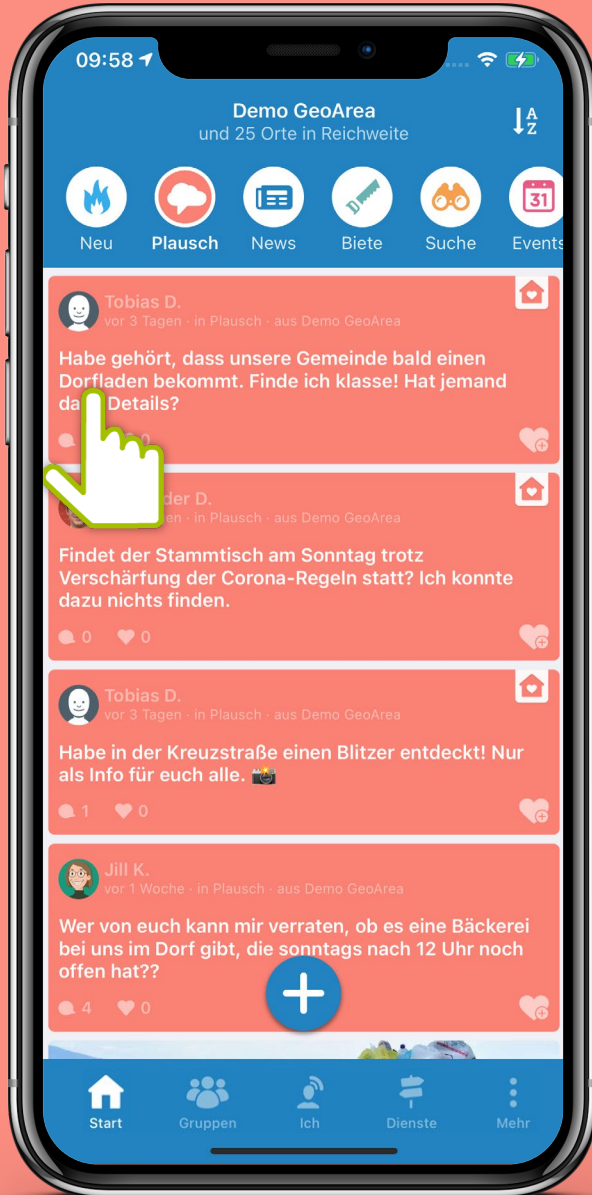 09:58
Demo GeoArea
und 25 Orte in Reichweite
A
Z
31
Neu
Plausch
News
Biete
Suche
Events
Tobias D.
vor 3 Tagen · in Plausch · aus Demo GeoArea
Habe gehört, dass unsere Gemeinde bald einen
Dorfladen bekommt. Finde ich klasse! Hat jemand
Details?
0
der D.
in Plausch · aus Demo GeoArea
Findet der Stammtisch am Sonntag trotz
Verschärfung der Corona-Regeln statt? Ich konnte
dazu nichts finden.
0 0
Tobias D.
vor 3 Tagen · in Plausch · aus Demo GeoArea
Habe in der Kreuzstraße einen Blitzer entdeckt! Nur
als Info für euch alle. 📸
1 0
Jill K.
vor 1 Woche · in Plausch · aus Demo GeoArea
Wer von euch kann mir verraten, ob es eine Bäckerei
bei uns im Dorf gibt, die sonntags nach 12 Uhr noch
offen hat??
4 0
Start
Gruppen
Ich
Dienste
Mehr